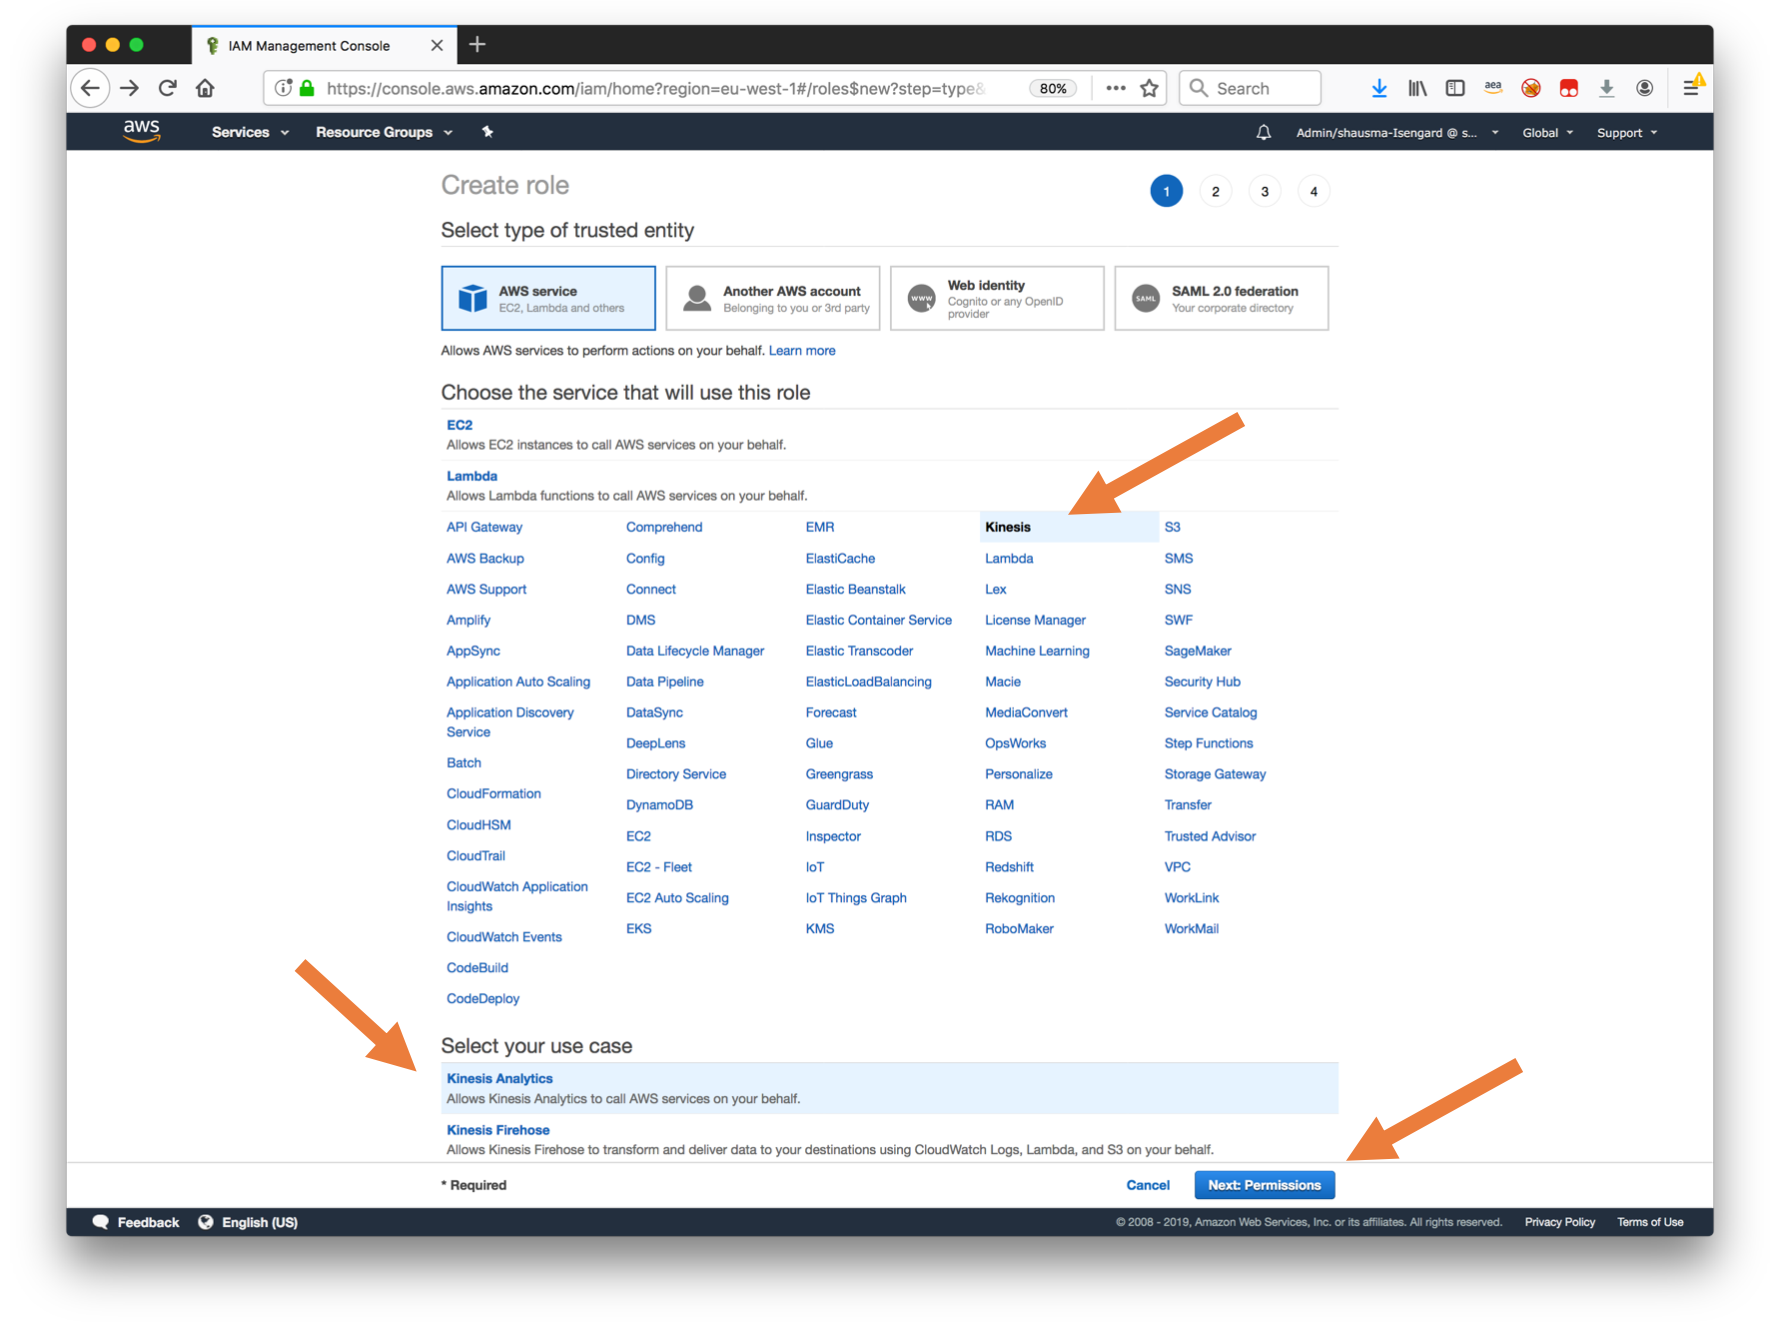 IAM Management Console
https://console.aws.amazon.com/iam/home?region=eu-west-1#/roles$new?step=type&
80%
Search
aea
aws
Services
Resource Groups
Admin/shausma-Isengard @ s...
Global
Support
Create role
1 2 3 4
Select type of trusted entity
AWS service
EC2, Lambda and others
Another AWS account
Belonging to you or 3rd party
WWW
Web identity
Cognito or any OpenID
provider
SAML
SAML 2.0 federation
Your corporate directory
Allows AWS services to perform actions on your behalf. Learn more
Choose the service that will use this role
EC2
Allows EC2 instances to call AWS services on your behalf.
Lambda
Allows Lambda functions to call AWS services on your behalf.
API Gateway
AWS Backup
AWS Support
Amplify
AppSync
Application Auto Scaling
Application Discovery
Service
Batch
CloudFormation
CloudHSM
CloudTrail
CloudWatch Application
Insights
CloudWatch Events
CodeBuild
CodeDeploy
Comprehend
Config
Connect
DMS
Data Lifecycle Manager
Data Pipeline
DataSync
DeepLens
Directory Service
DynamoDB
EC2
EC2 - Fleet
EC2 Auto Scaling
EKS
EMR
ElastiCache
Elastic Beanstalk
Elastic Container Service
Elastic Transcoder
ElasticLoadBalancing
Forecast
Glue
Greengrass
GuardDuty
Inspector
IoT
IoT Things Graph
KMS
Kinesis
Lambda
Lex
License Manager
Machine Learning
Macie
MediaConvert
OpsWorks
Personalize
RAM
RDS
Redshift
Rekognition
RoboMaker
S3
SMS
SNS
SWF
SageMaker
Security Hub
Service Catalog
Step Functions
Storage Gateway
Transfer
Trusted Advisor
VPC
WorkLink
WorkMail
Select your use case
Kinesis Analytics
Allows Kinesis Analytics to call AWS services on your behalf.
Kinesis Firehose
Allows Kinesis Firehose to transform and deliver data to your destinations using CloudWatch Logs, Lambda, and S3 on your behalf.
* Required
Cancel
Next: Permissions
Feedback
English (US)
© 2008 - 2019, Amazon Web Services, Inc. or its affiliates. All rights reserved.
Privacy Policy
Terms of Use